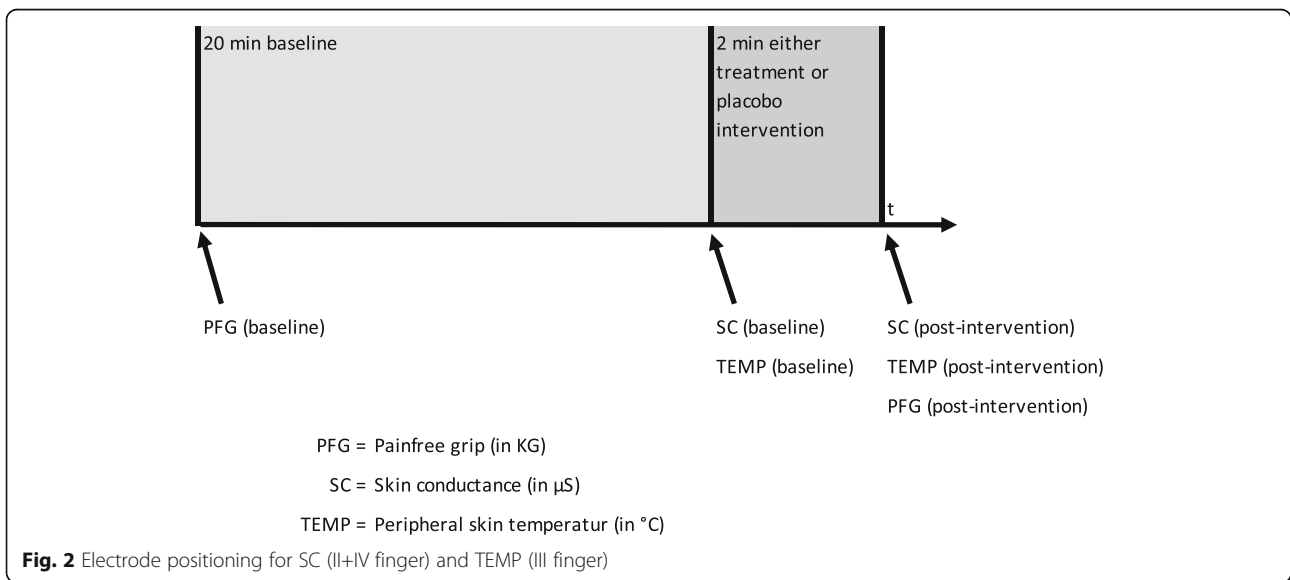 20 min baseline
2 min either
treatment or
placobo
intervention
t
PFG (baseline)
SC (baseline)
TEMP (baseline)
SC (post-intervention)
TEMP (post-intervention)
PFG (post-intervention)
PFG = Painfree grip (in KG)
SC = Skin conductance (in µS)
TEMP = Peripheral skin temperatur (in °C)
Fig. 2 Electrode positioning for SC (II+IV finger) and TEMP (III finger)